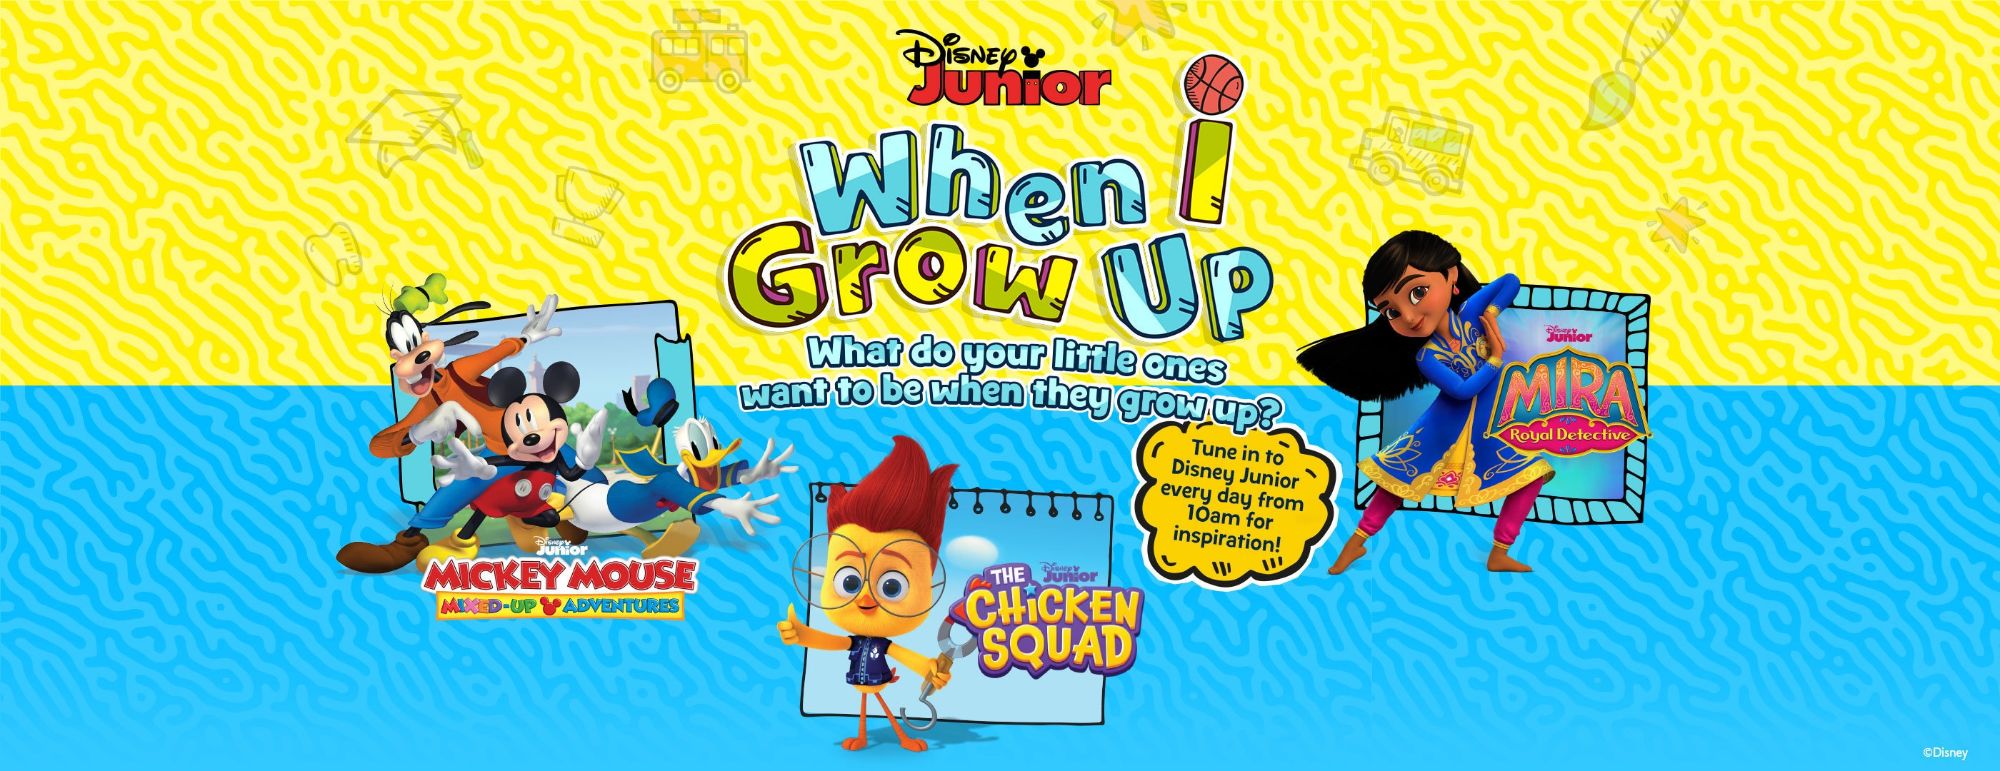 Disney
Junior
When I
Grow Up
What do your little ones
want to be when they grow up?
Tune in to
Disney Junior
every day from
10am for
inspiration!
Disney
Junior
MICKEY MOUSE
MIXED-UP ADVENTURES
Disney
Junior
THE
CHiCKEN
SQUAD
Disney
Junior
MIRA
Royal Detective
©Disney